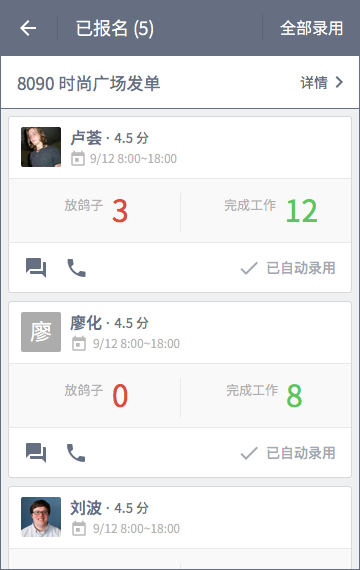 已报名 (5) 全部录用
8090 时尚广场发单 详情
卢荟 · 4.5 分
9/12 8:00~18:00
放鸽子 3 完成工作 12
已自动录用
廖
廖化 · 4.5 分
9/12 8:00~18:00
放鸽子 0 完成工作 8
已自动录用
刘波 · 4.5 分
9/12 8:00~18:00